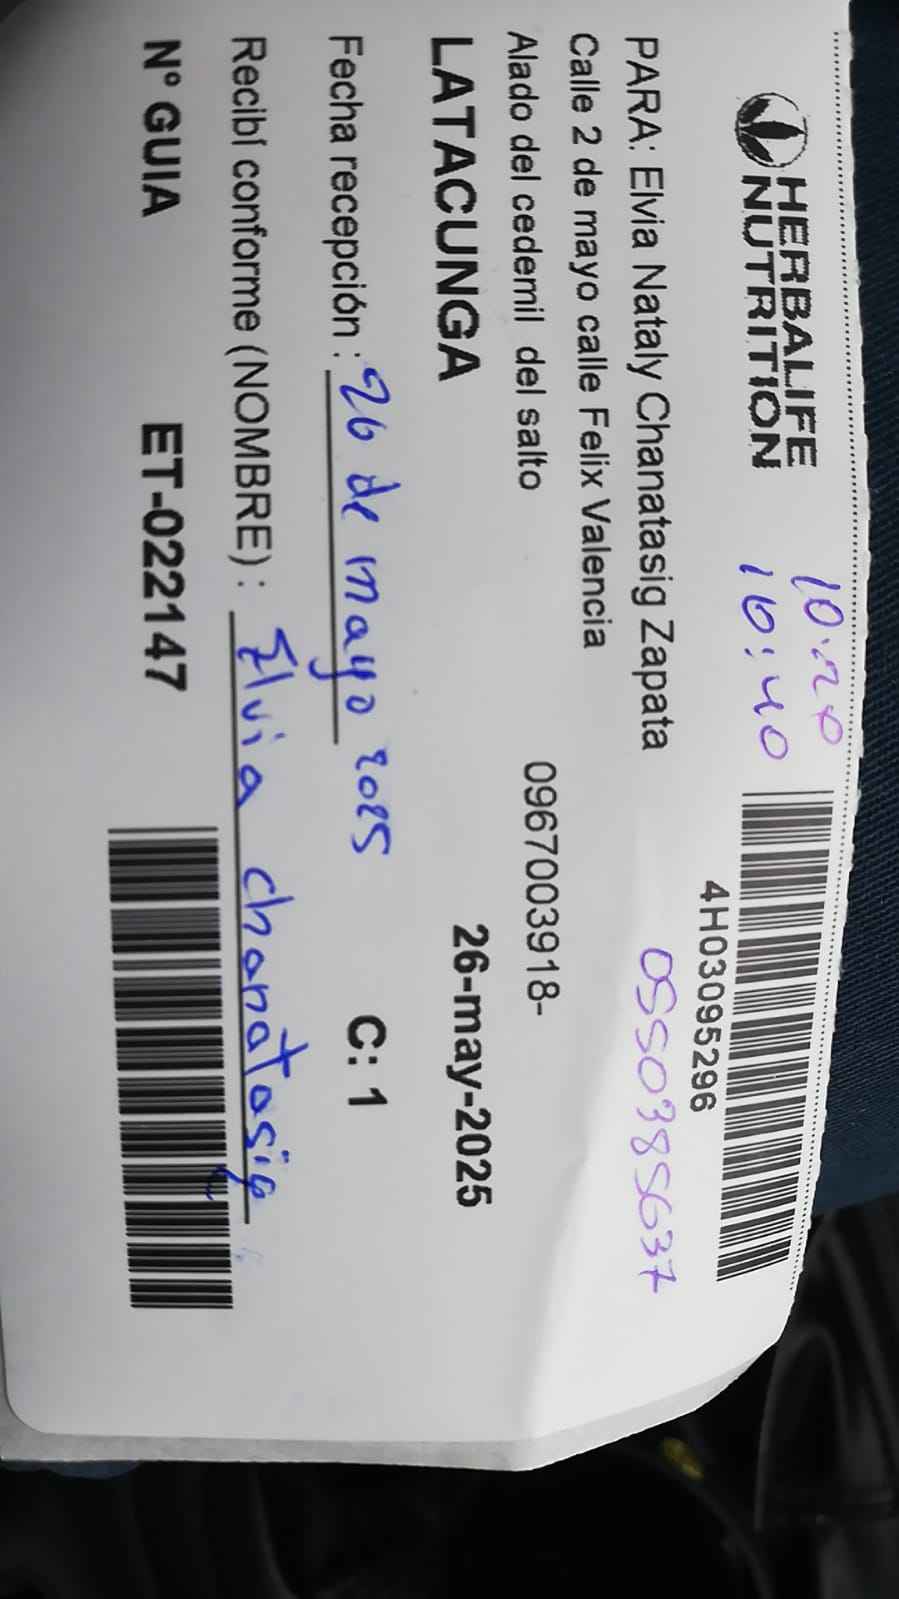 HERBALIFE
NUTRITION
10:20
10:40
4H03095296
PARA: Elvia Nataly Chanatasig Zapata
0550385637
Calle 2 de mayo calle Felix Valencia
Alado del cedemil del salto
0967003918-
LATACUNGA
26-may-2025
Fecha recepción : 26 de mayo 2025
C: 1
Recibí conforme (NOMBRE) : Elvia chanatasig
N° GUIA
ET-022147